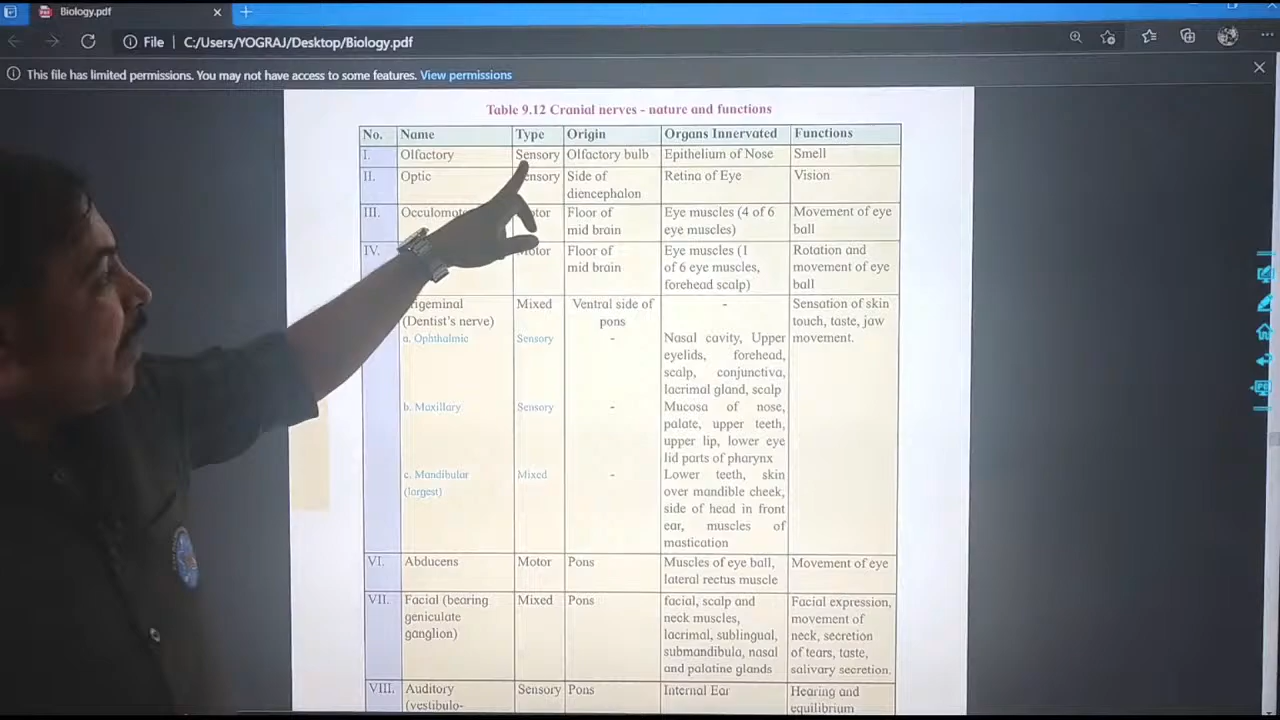 Biology.pdf
File | C:/Users/YOGRAJ/Desktop/Biology.pdf
This file has limited permissions. You may not have access to some features. View permissions
Table 9.12 Cranial nerves - nature and functions
No. Name Type Origin Organs Innervated Functions
I. Olfactory Sensory Olfactory bulb Epithelium of Nose Smell
II. Optic Sensory Side of Retina of Eye Vision
diencephalon
III. Floor of Eye muscles (4 of 6 Movement of eye
mid brain eye muscles) ball
IV. Motor Floor of Eye muscles (1 Rotation and
mid brain of 6 eye muscles, movement of eye
forehead scalp) ball
Mixed Ventral side of - Sensation of skin
(Dentist's nerve) pons touch, taste, jaw
a. Ophthalmic Sensory - Nasal cavity, Upper movement.
eyelids, forehead,
scalp, conjunctiva,
lacrimal gland, scalp
b. Maxillary Sensory - Mucosa of nose,
palate, upper teeth,
upper lip, lower eye
lid parts of pharynx
c. Mandibular Mixed - Lower teeth, skin
(largest) over mandible cheek,
side of head in front
ear, muscles of
mastication
VI. Abducens Motor Pons Muscles of eye ball, Movement of eye
lateral rectus muscle
VII. Facial (bearing Mixed Pons facial, scalp and Facial expression,
geniculate neck muscles, movement of
ganglion) lacrimal, sublingual, neck, secretion
submandibula, nasal of tears, taste,
and palatine glands salivary secretion.
VIII. Auditory Sensory Pons Internal Ear Hearing and
(vestibulo- equilibrium